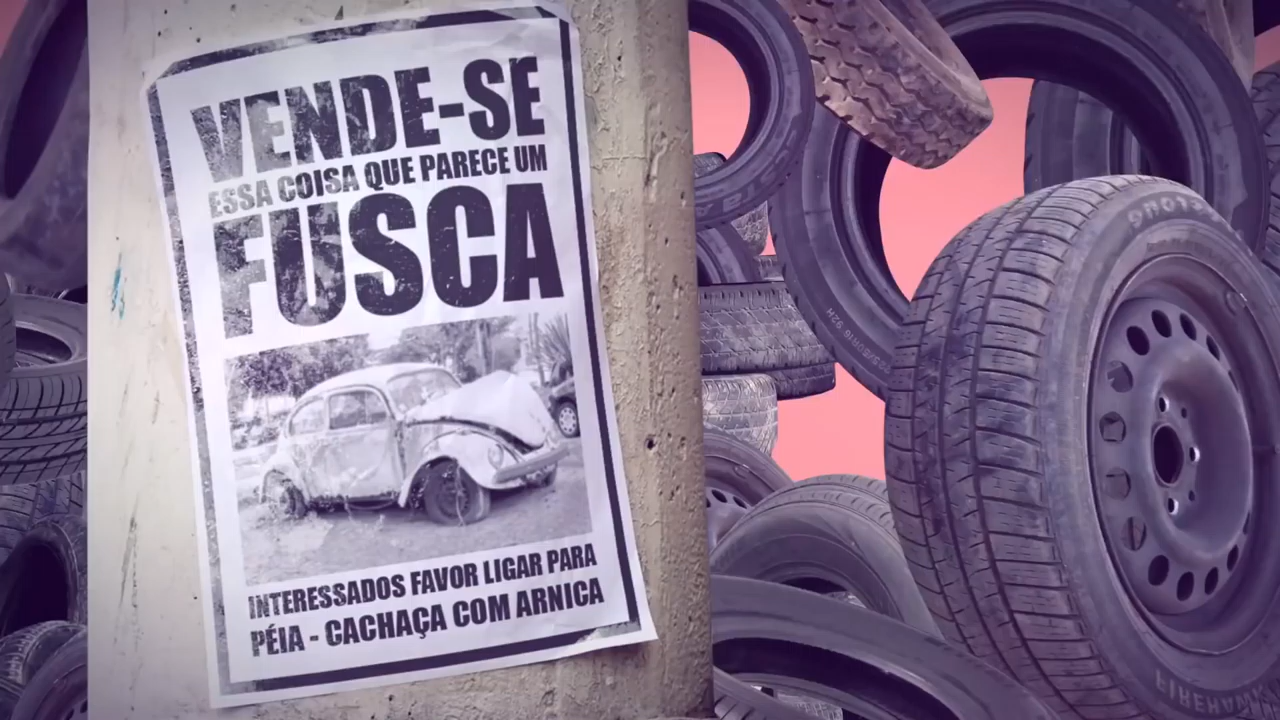 VENDE-SE
ESSA COISA QUE PARECE UM
FUSCA
INTERESSADOS FAVOR LIGAR PARA
PÉIA - CACHAÇA COM ARNICA